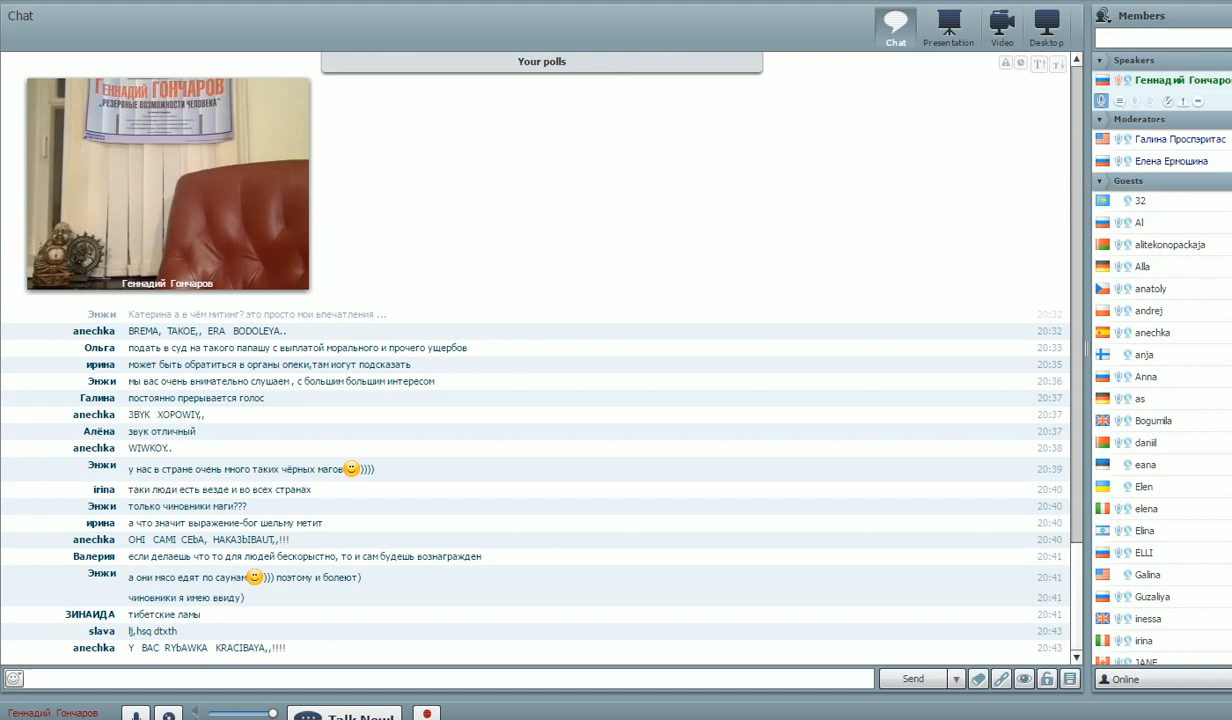 Chat
Chat
Presentation
Video
Desktop
Your polls
ГЕННАДИЙ ГОНЧАРОВ
"РЕЗЕРВНЫЕ ВОЗМОЖНОСТИ ЧЕЛОВЕКА"
Геннадий Гончаров
Энжи Катерина а в чём митинг? это просто мои впечатления ... 20:32
anechka BREMA, TAKOE,, ERA BODOLEYA.. 20:32
Ольга подать в суд на такого папашу с выплатой морального и прочего ущербов 20:33
ирина может быть обратиться в органы опеки,там иогут подсказать 20:35
Энжи мы вас очень внимательно слушаем , с большим большим интересом 20:36
Галина постоянно прерывается голос 20:37
anechka 3BYK XOPOWIY,, 20:37
Алёна звук отличный 20:37
anechka WIWKOY.. 20:38
Энжи у нас в стране очень много таких чёрных магов )))) 20:39
irina таки люди есть везде и во всех странах 20:40
Энжи только чиновники маги??? 20:40
ирина а что значит выражение-бог шельму метит 20:40
anechka OHI CAMI CEbA, HAKA3bIBAUT,,!!! 20:40
Валерия если делаешь что то для людей бескорыстно, то и сам будешь вознагражден 20:41
Энжи а они мясо едят по саунам ))) поэтому и болеют) 20:41
чиновники я имею ввиду) 20:41
ЗИНАИДА тибетские ламы 20:41
slava lj,hsq dtxth 20:43
anechka Y BAC RYbAWKA KRACIBAYA,,!!!! 20:43
Send
Геннадий Гончаров
Talk Now!
Members
Speakers
Геннадий Гончаро
Moderators
Галина Проспэритас
Елена Ермошина
Guests
32
Al
alitekonopackaja
Alla
anatoly
andrej
anechka
anja
Anna
as
Bogumila
daniil
eana
Elen
elena
Elina
ELLI
Galina
Guzaliya
inessa
irina
JANE
Online